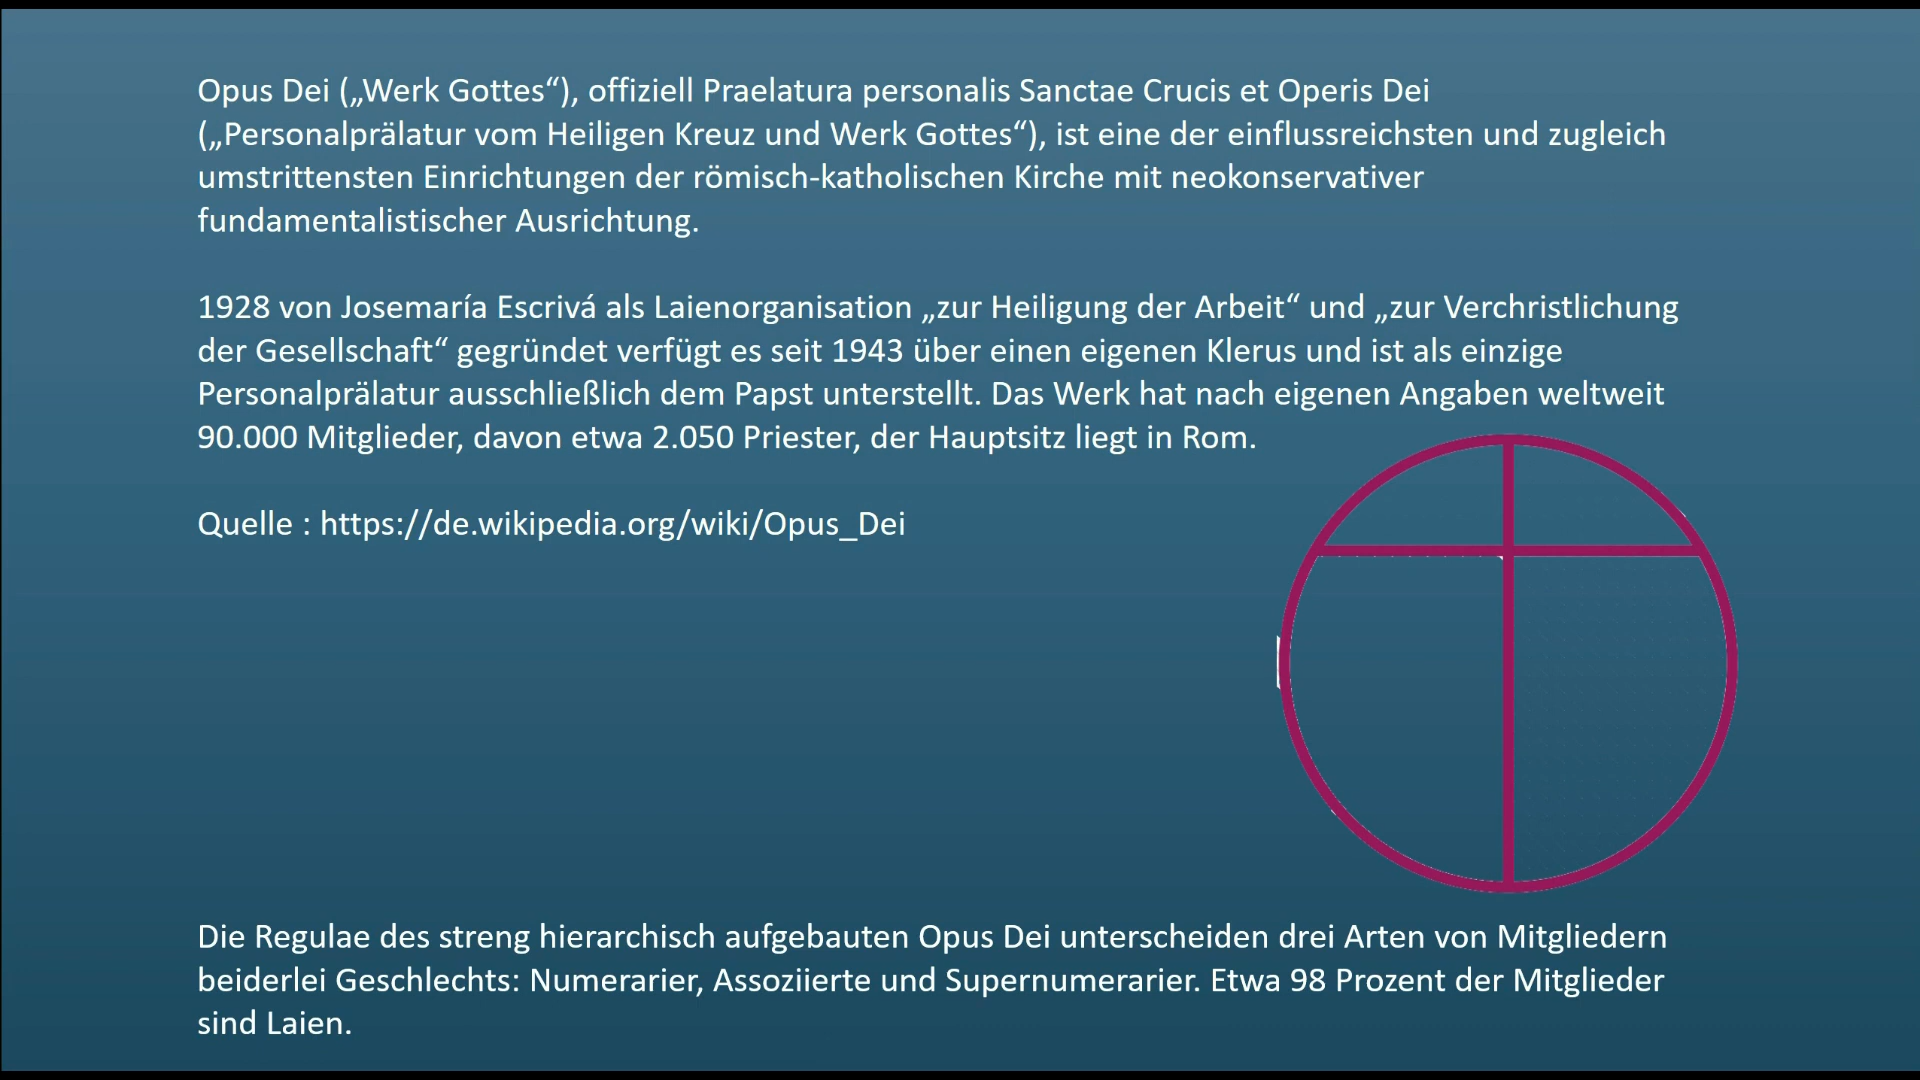 Opus Dei („Werk Gottes“), offiziell Praelatura personalis Sanctae Crucis et Operis Dei
(„Personalprälatur vom Heiligen Kreuz und Werk Gottes“), ist eine der einflussreichsten und zugleich
umstrittensten Einrichtungen der römisch-katholischen Kirche mit neokonservativer
fundamentalistischer Ausrichtung.
1928 von Josemaría Escrivá als Laienorganisation „zur Heiligung der Arbeit“ und „zur Verchristlichung
der Gesellschaft“ gegründet verfügt es seit 1943 über einen eigenen Klerus und ist als einzige
Personalprälatur ausschließlich dem Papst unterstellt. Das Werk hat nach eigenen Angaben weltweit
90.000 Mitglieder, davon etwa 2.050 Priester, der Hauptsitz liegt in Rom.
Quelle : https://de.wikipedia.org/wiki/Opus_Dei
Die Regulae des streng hierarchisch aufgebauten Opus Dei unterscheiden drei Arten von Mitgliedern
beiderlei Geschlechts: Numerarier, Assoziierte und Supernumerarier. Etwa 98 Prozent der Mitglieder
sind Laien.